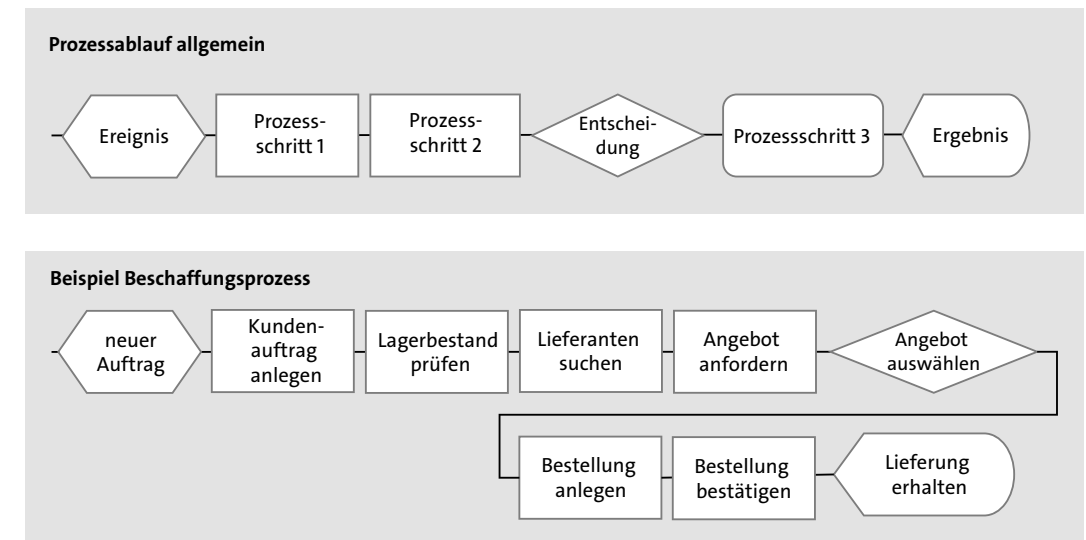 Prozessablauf allgemein
Ereignis
Prozess-
schritt 1
Prozess-
schritt 2
Entschei-
dung
Prozessschritt 3
Ergebnis
Beispiel Beschaffungsprozess
neuer
Auftrag
Kunden-
auftrag
anlegen
Lagerbestand
prüfen
Lieferanten
suchen
Angebot
anfordern
Angebot
auswählen
Bestellung
anlegen
Bestellung
bestätigen
Lieferung
erhalten